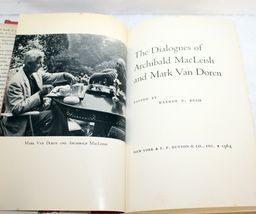 The Dialogues of
Archibald MacLeish
and Mark Van Doren
EDITED BY
WARREN V. BUSH
NEW YORK ★ E. P. DUTTON & CO., INC. ★ 1964
MARK VAN DOREN AND ARCHIBALD MACLEISH